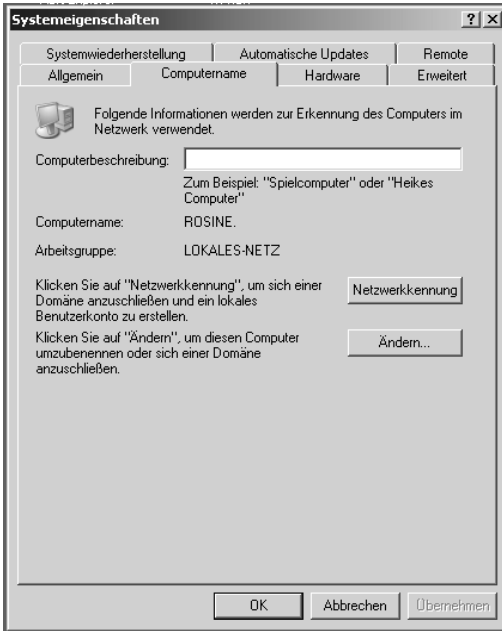 Systemeigenschaften
Systemwiederherstellung Automatische Updates Remote
Allgemein Computername Hardware Erweitert
Folgende Informationen werden zur Erkennung des Computers im
Netzwerk verwendet.
Computerbeschreibung:
Zum Beispiel: "Spielcomputer" oder "Heikes
Computer"
Computername: ROSINE.
Arbeitsgruppe: LOKALES-NETZ
Klicken Sie auf "Netzwerkkennung", um sich einer
Domäne anzuschließen und ein lokales
Benutzerkonto zu erstellen.
Netzwerkkennung
Klicken Sie auf "Ändern", um diesen Computer
umzubenennen oder sich einer Domäne
anzuschließen.
Ändern...
OK Abbrechen Übernehmen